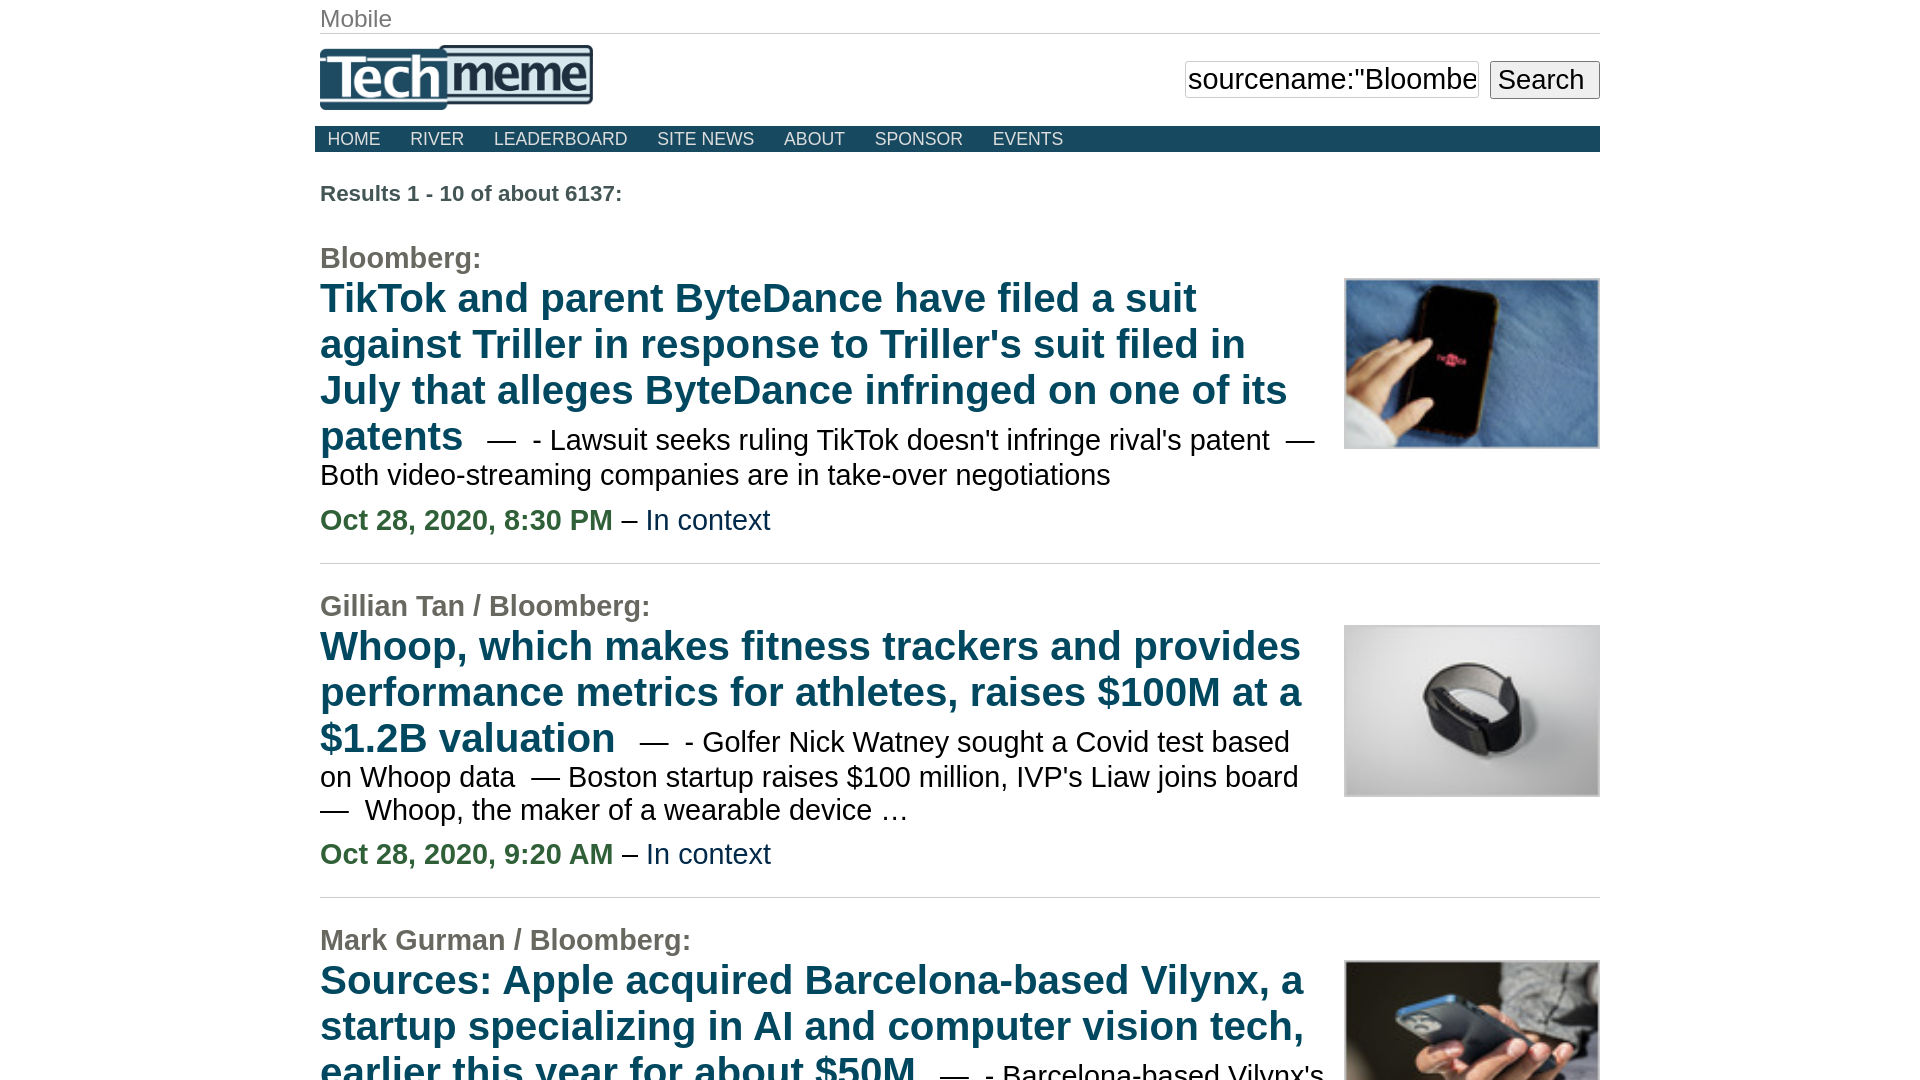 Mobile
Techmeme
sourcename:"Bloombe
Search
HOME RIVER LEADERBOARD SITE NEWS ABOUT SPONSOR EVENTS
Results 1 - 10 of about 6137:
Bloomberg:
TikTok and parent ByteDance have filed a suit
against Triller in response to Triller's suit filed in
July that alleges ByteDance infringed on one of its
patents — - Lawsuit seeks ruling TikTok doesn't infringe rival's patent —
Both video-streaming companies are in take-over negotiations
Oct 28, 2020, 8:30 PM – In context
Gillian Tan / Bloomberg:
Whoop, which makes fitness trackers and provides
performance metrics for athletes, raises $100M at a
$1.2B valuation — - Golfer Nick Watney sought a Covid test based
on Whoop data — Boston startup raises $100 million, IVP's Liaw joins board
— Whoop, the maker of a wearable device …
Oct 28, 2020, 9:20 AM – In context
Mark Gurman / Bloomberg:
Sources: Apple acquired Barcelona-based Vilynx, a
startup specializing in AI and computer vision tech,
earlier this year for about $50M — - Barcelona-based Vilynx's